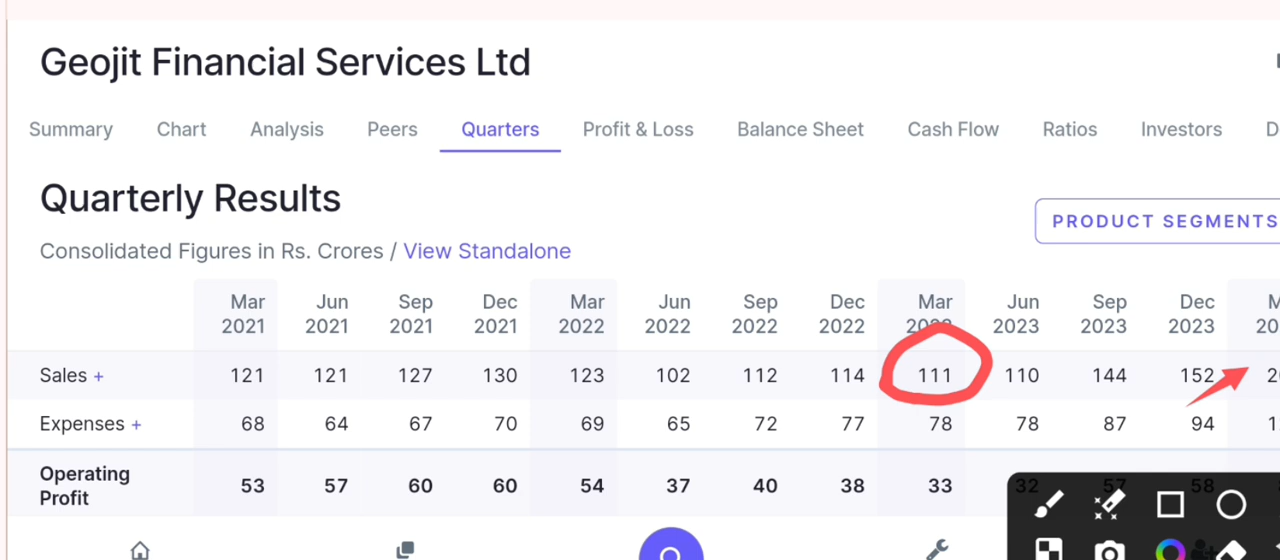 Geojit Financial Services Ltd
Summary Chart Analysis Peers Quarters Profit & Loss Balance Sheet Cash Flow Ratios Investors
Quarterly Results
PRODUCT SEGMENTS
Consolidated Figures in Rs. Crores / View Standalone
Mar Jun Sep Dec Mar Jun Sep Dec Mar Jun Sep Dec
2021 2021 2021 2021 2022 2022 2022 2022 2023 2023 2023 2023
Sales + 121 121 127 130 123 102 112 114 111 110 144 152
Expenses + 68 64 67 70 69 65 72 77 78 78 87 94
Operating
Profit 53 57 60 60 54 37 40 38 33 32 57 58